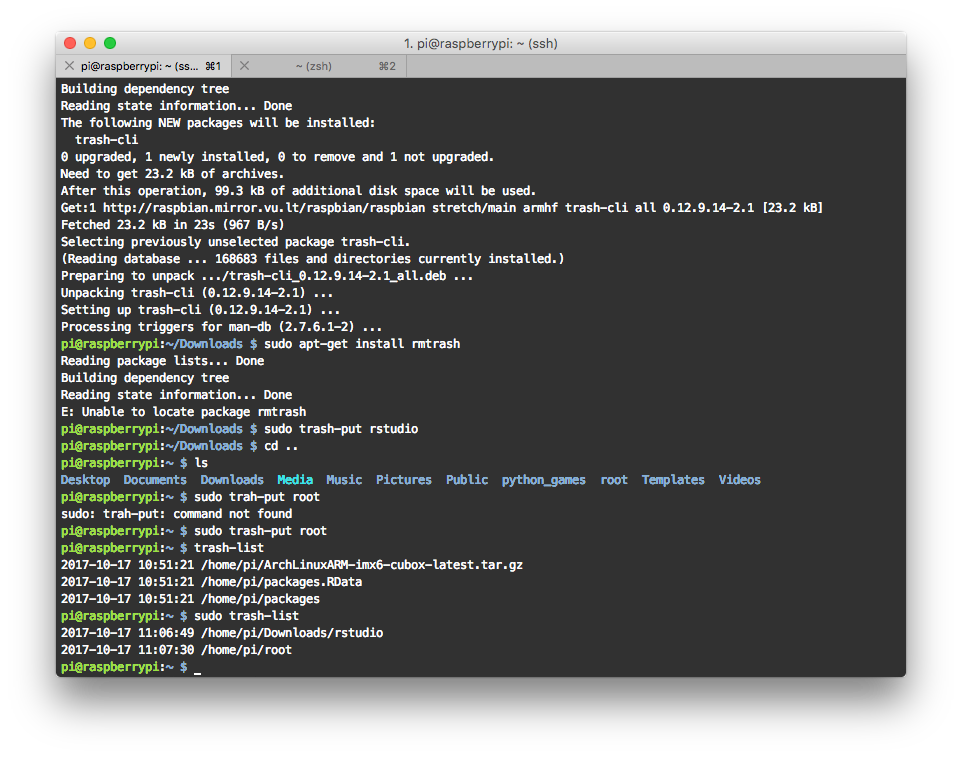 1. pi@raspberrypi: ~ (ssh)
pi@raspberrypi: ~ (ss... ⌘1
~ (zsh) ⌘2
Building dependency tree
Reading state information... Done
The following NEW packages will be installed:
  trash-cli
0 upgraded, 1 newly installed, 0 to remove and 1 not upgraded.
Need to get 23.2 kB of archives.
After this operation, 99.3 kB of additional disk space will be used.
Get:1 http://raspbian.mirror.vu.lt/raspbian/raspbian stretch/main armhf trash-cli all 0.12.9.14-2.1 [23.2 kB]
Fetched 23.2 kB in 23s (967 B/s)
Selecting previously unselected package trash-cli.
(Reading database ... 168683 files and directories currently installed.)
Preparing to unpack .../trash-cli_0.12.9.14-2.1_all.deb ...
Unpacking trash-cli (0.12.9.14-2.1) ...
Setting up trash-cli (0.12.9.14-2.1) ...
Processing triggers for man-db (2.7.6.1-2) ...
pi@raspberrypi:~/Downloads $ sudo apt-get install rmtrash
Reading package lists... Done
Building dependency tree
Reading state information... Done
E: Unable to locate package rmtrash
pi@raspberrypi:~/Downloads $ sudo trash-put rstudio
pi@raspberrypi:~/Downloads $ cd ..
pi@raspberrypi:~ $ ls
Desktop  Documents  Downloads  Media  Music  Pictures  Public  python_games  root  Templates  Videos
pi@raspberrypi:~ $ sudo trah-put root
sudo: trah-put: command not found
pi@raspberrypi:~ $ sudo trash-put root
pi@raspberrypi:~ $ trash-list
2017-10-17 10:51:21 /home/pi/ArchLinuxARM-imx6-cubox-latest.tar.gz
2017-10-17 10:51:21 /home/pi/packages.RData
2017-10-17 10:51:21 /home/pi/packages
pi@raspberrypi:~ $ sudo trash-list
2017-10-17 11:06:49 /home/pi/Downloads/rstudio
2017-10-17 11:07:30 /home/pi/root
pi@raspberrypi:~ $ _